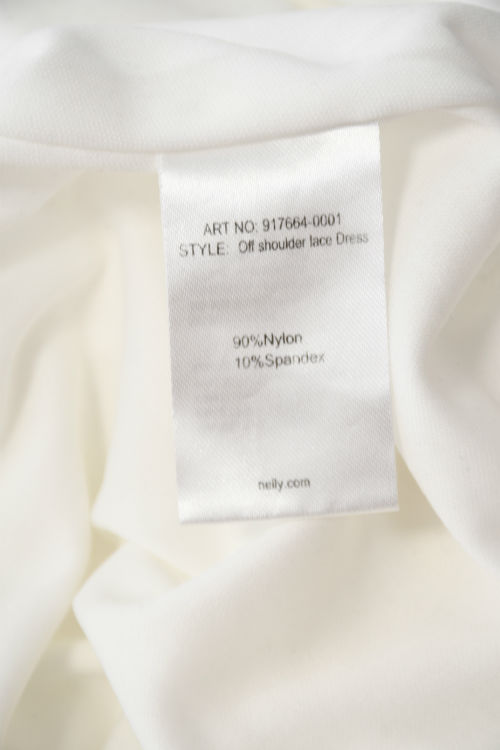 ART NO: 917664-0001
STYLE: Off shoulder lace Dress
90%Nylon
10%Spandex
nelly.com